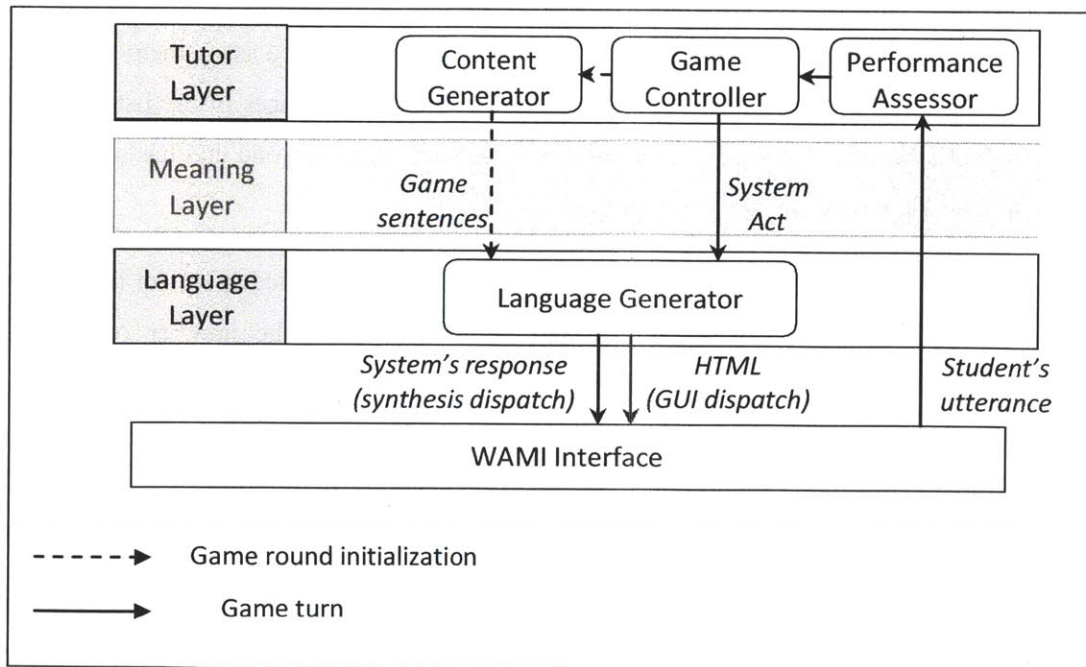 Tutor
Layer
Content
Generator
Game
Controller
Performance
Assessor
Meaning
Layer
Game
sentences
System
Act
Language
Layer
Language Generator
System's response
(synthesis dispatch)
HTML
(GUI dispatch)
Student's
utterance
WAMI Interface
Game round initialization
Game turn